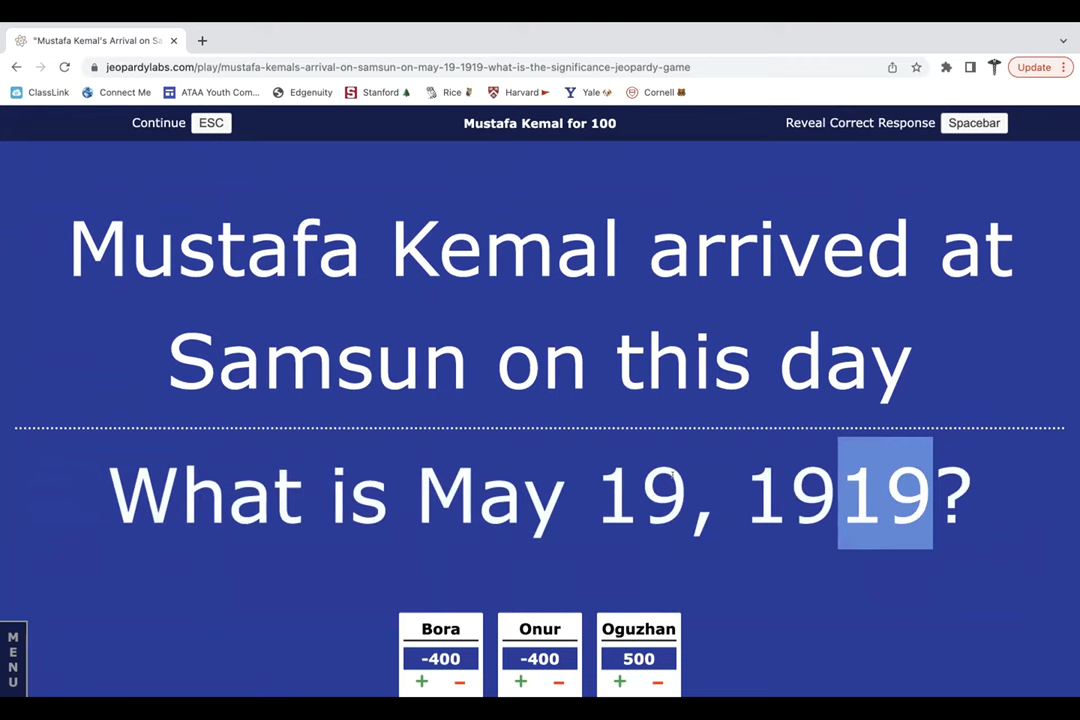 "Mustafa Kemal's Arrival on Sa
jeopardylabs.com/play/mustafa-kemals-arrival-on-samsun-on-may-19-1919-what-is-the-significance-jeopardy-game
Update
ClassLink Connect Me ATAA Youth Com... Edgenuity Stanford Rice Harvard Yale Cornell
Continue ESC Mustafa Kemal for 100 Reveal Correct Response Spacebar
Mustafa Kemal arrived at
Samsun on this day
What is May 19, 1919?
MENU
Bora Onur Oguzhan
-400 -400 500
+ − + − + −